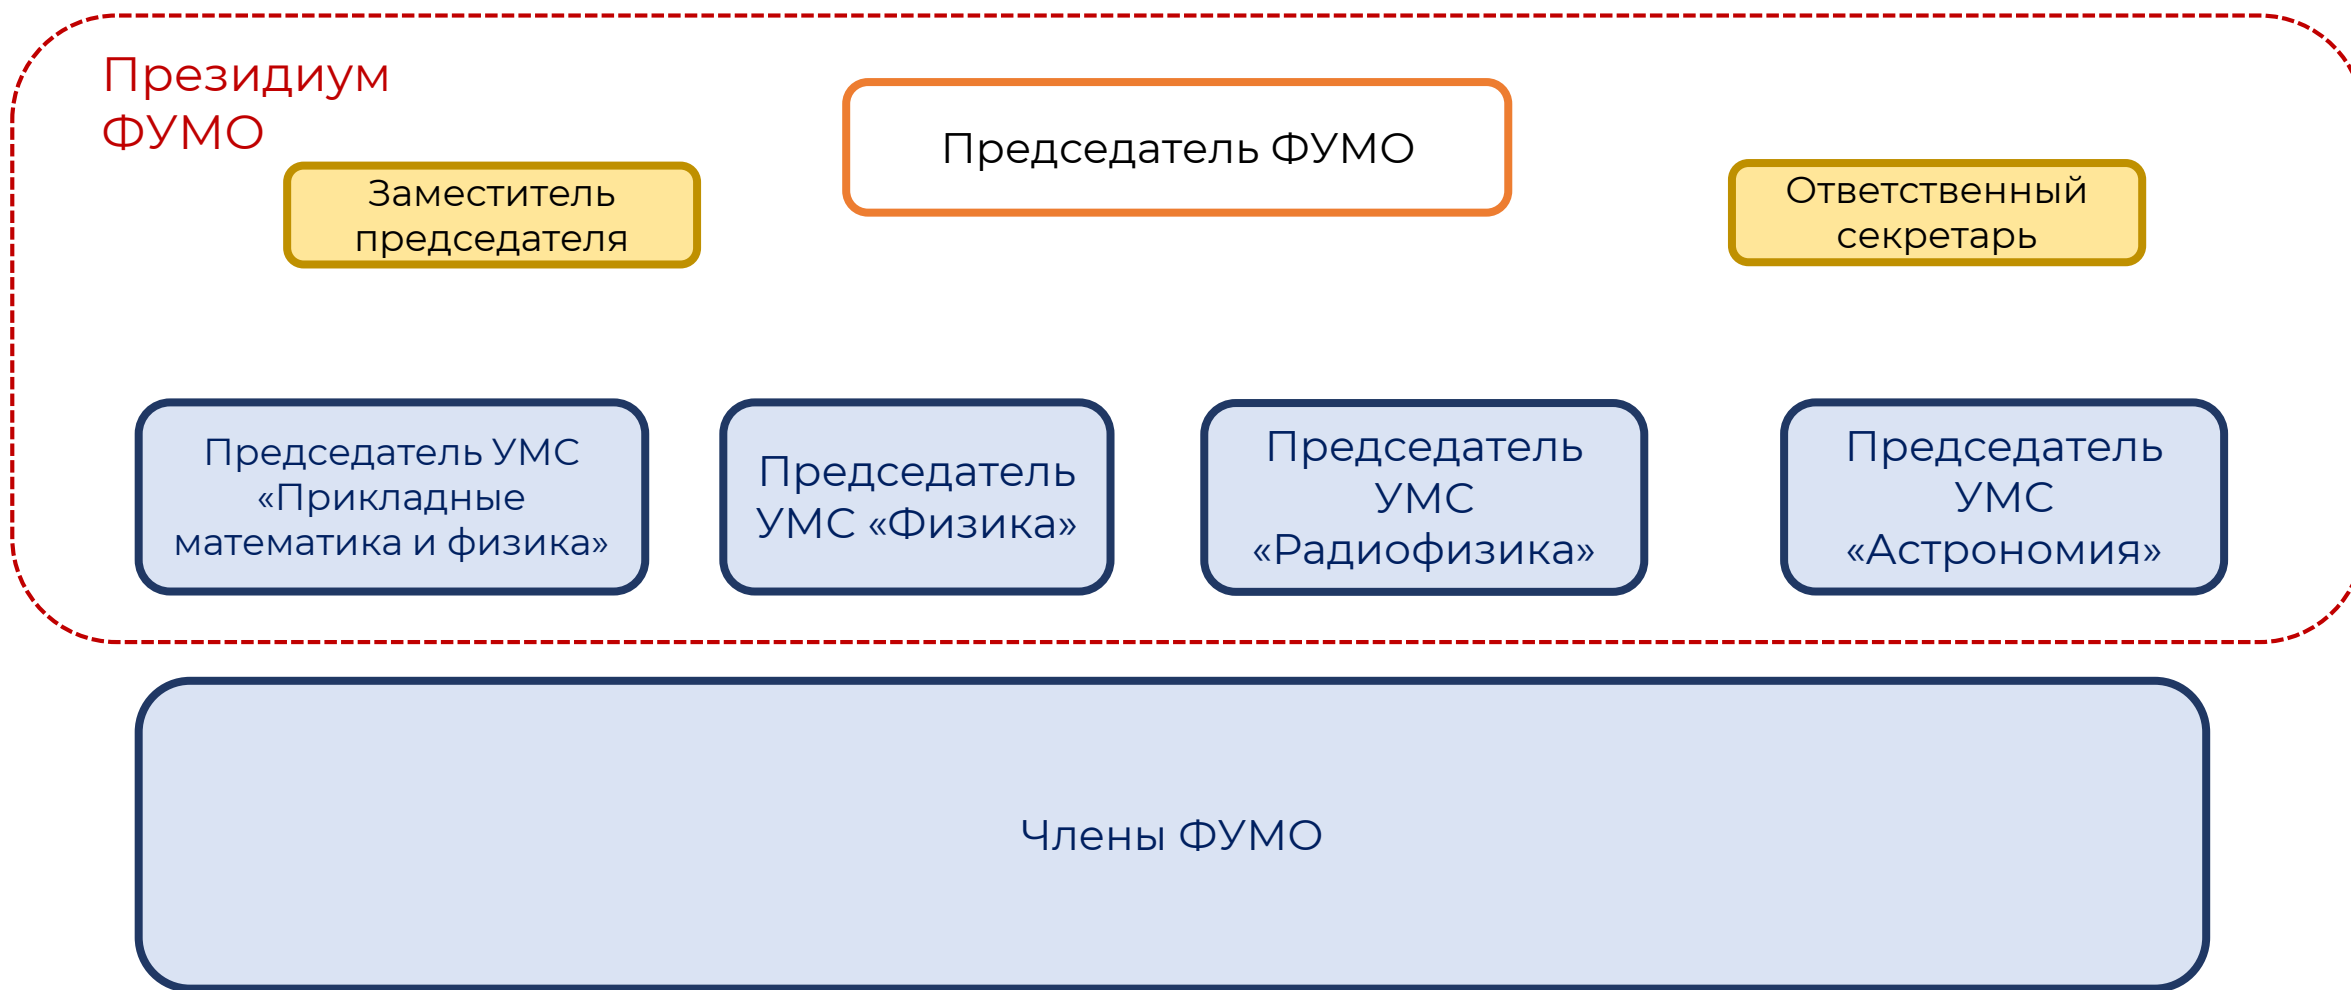 Президиум
ФУМО
Председатель ФУМО
Заместитель
председателя
Ответственный
секретарь
Председатель УМС
«Прикладные
математика и физика»
Председатель
УМС «Физика»
Председатель
УМС
«Радиофизика»
Председатель
УМС
«Астрономия»
Члены ФУМО